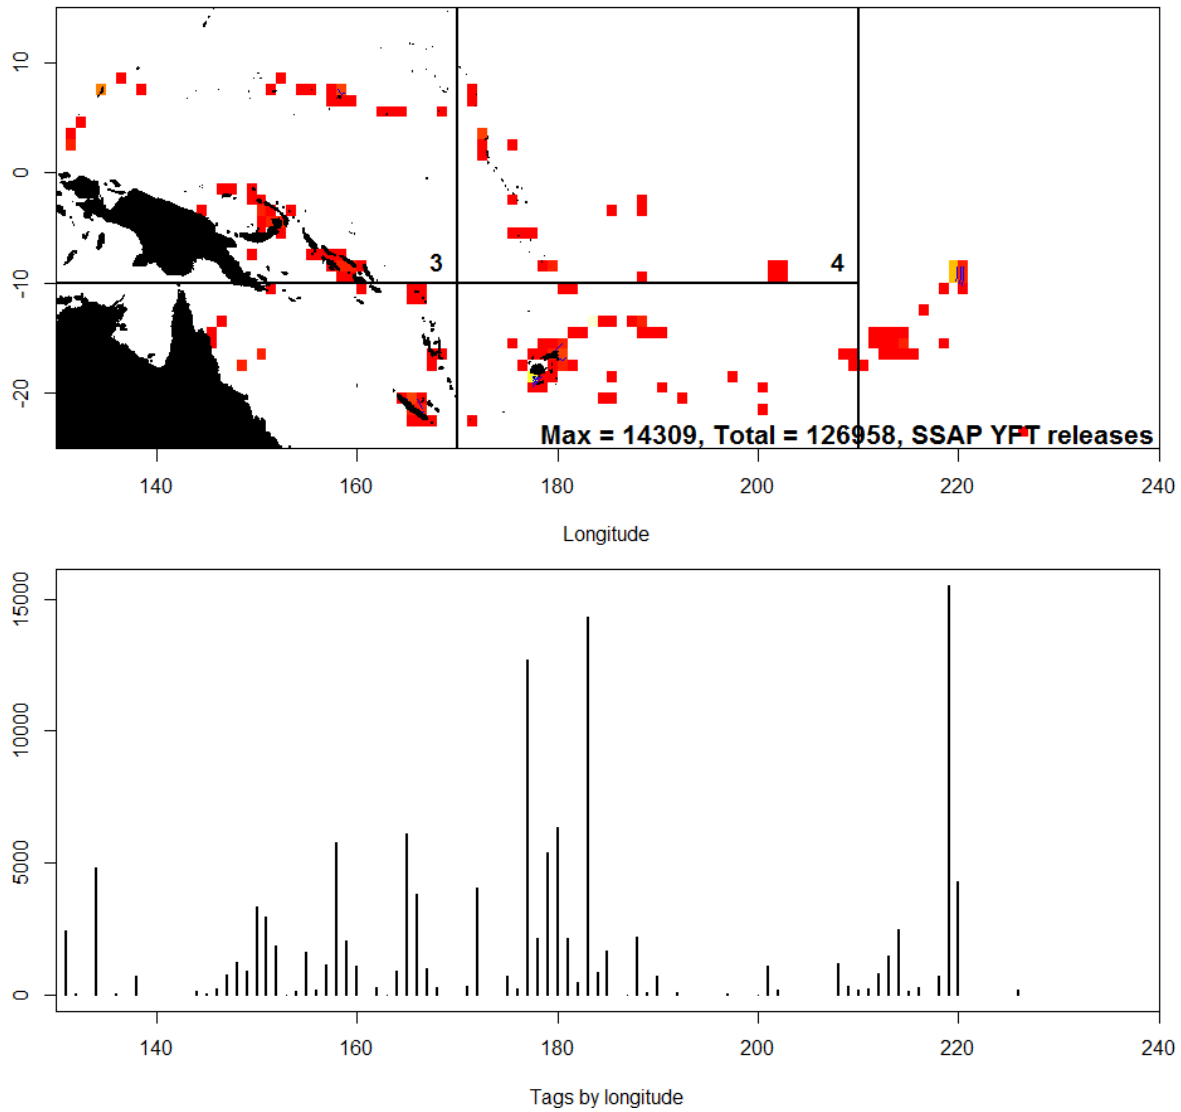 10
0
-10
-20
3
4
Max = 14309, Total = 126958, SSAP YFT releases
140 160 180 200 220 240
Longitude
15000
10000
5000
0
140 160 180 200 220 240
Tags by longitude